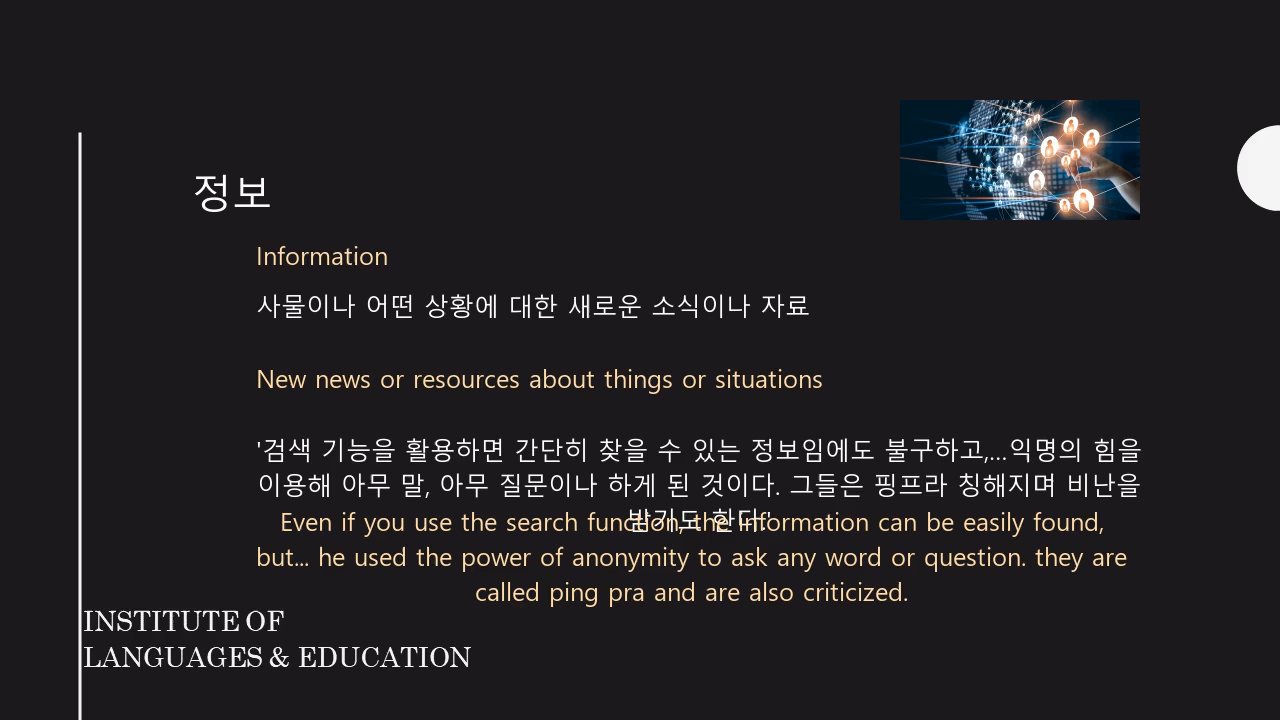 정보
Information
사물이나 어떤 상황에 대한 새로운 소식이나 자료
New news or resources about things or situations
'검색 기능을 활용하면 간단히 찾을 수 있는 정보임에도 불구하고,...익명의 힘을
이용해 아무 말, 아무 질문이나 하게 된 것이다. 그들은 핑프라 칭해지며 비난을
받기도 한다.'
Even if you use the search function, the information can be easily found,
but... he used the power of anonymity to ask any word or question. they are
called ping pra and are also criticized.
INSTITUTE OF
LANGUAGES & EDUCATION